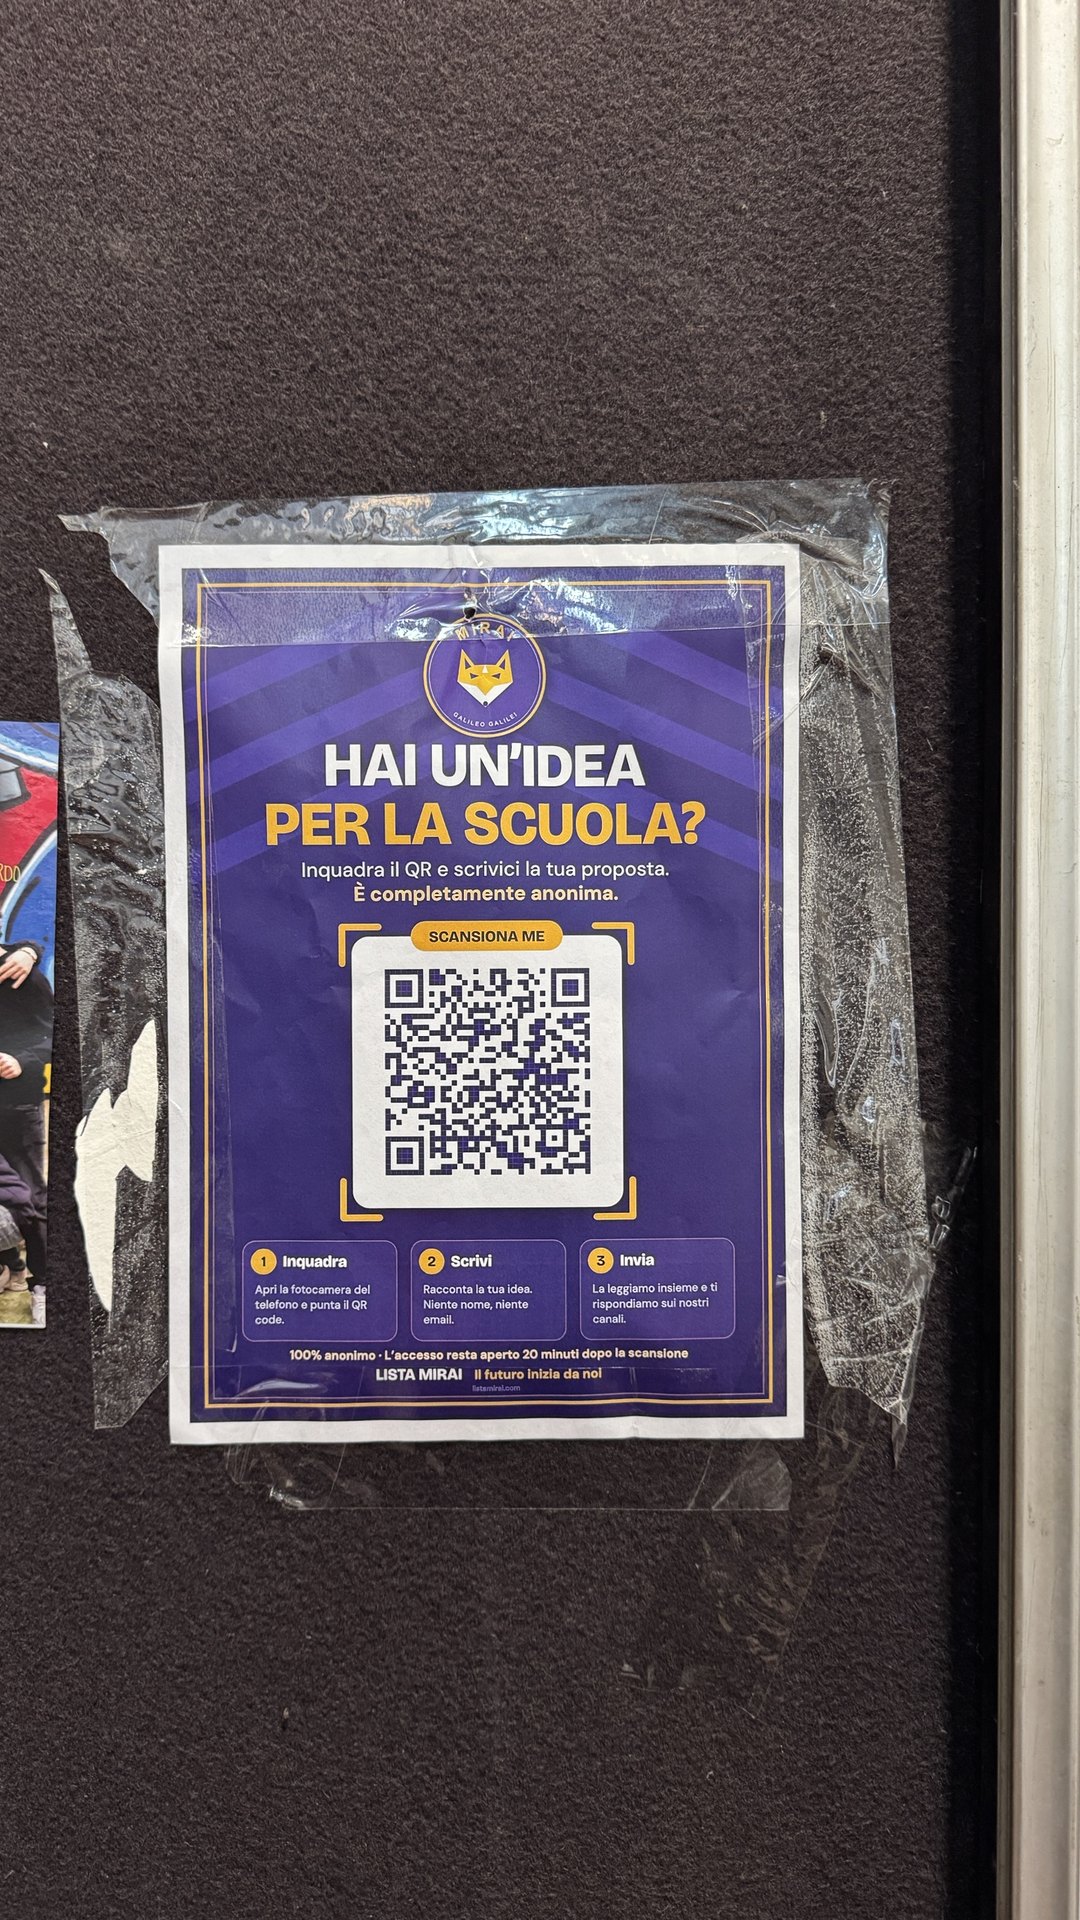 RDO
MIRAI
GALILEO GALILEI
HAI UN'IDEA
PER LA SCUOLA?
Inquadra il QR e scrivici la tua proposta.
È completamente anonima.
SCANSIONA ME
1 Inquadra
Apri la fotocamera del
telefono e punta il QR
code.
2 Scrivi
Racconta la tua idea.
Niente nome, niente
email.
3 Invia
La leggiamo insieme e ti
rispondiamo sui nostri
canali.
100% anonimo · L'accesso resta aperto 20 minuti dopo la scansione
LISTA MIRAI Il futuro inizia da noi
listamirai.com